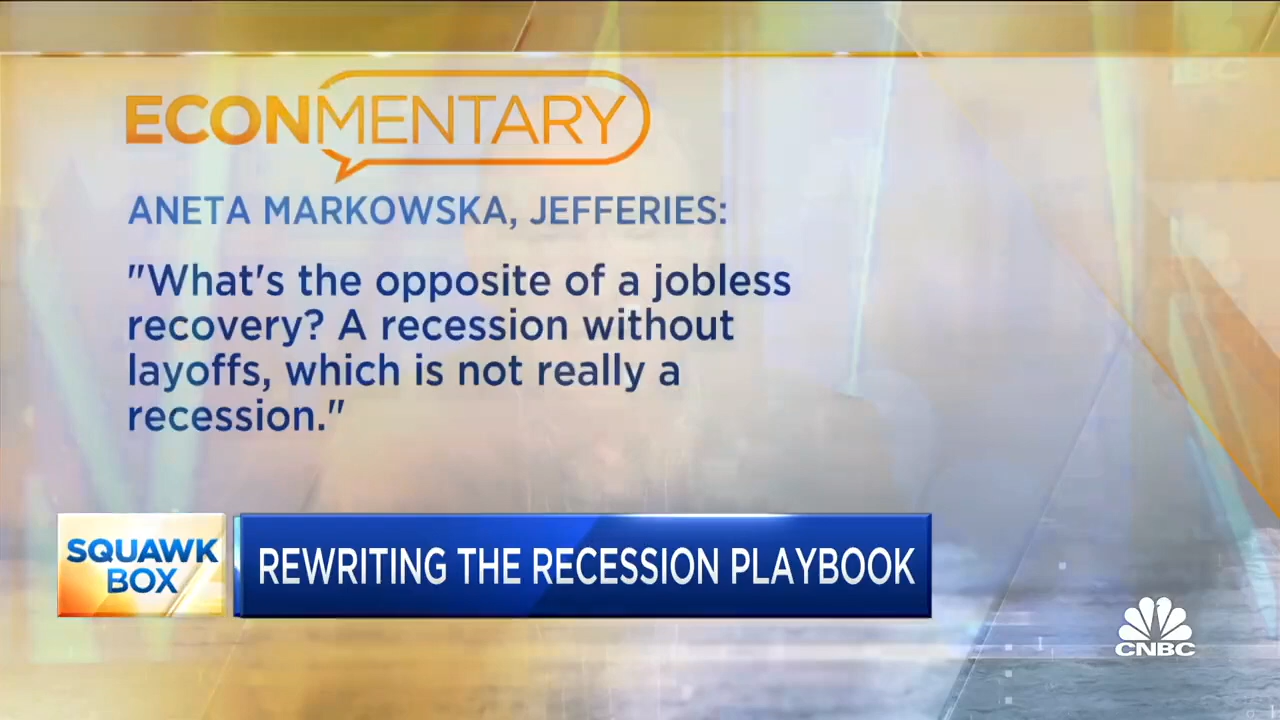 ECONMENTARY
ANETA MARKOWSKA, JEFFERIES:
"What's the opposite of a jobless
recovery? A recession without
layoffs, which is not really a
recession."
SQUAWK
BOX
REWRITING THE RECESSION PLAYBOOK
CNBC